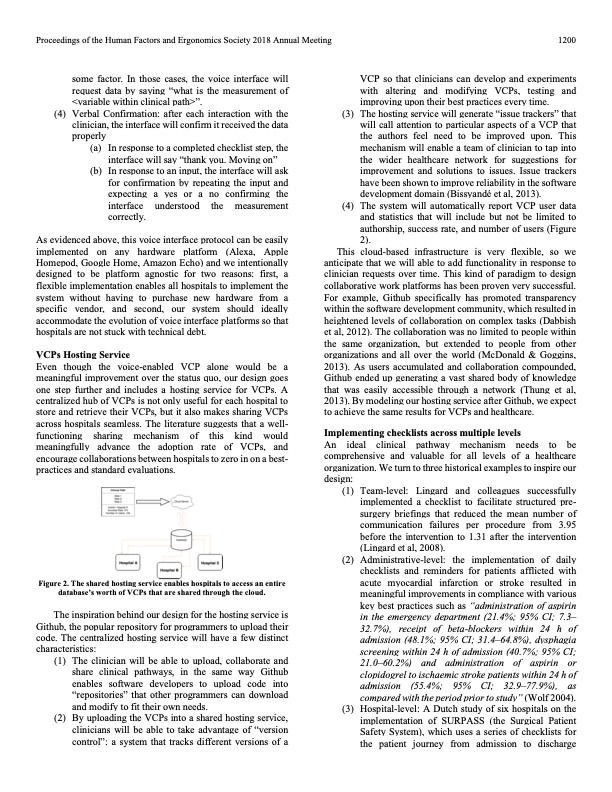 Proceedings of the Human Factors and Ergonomics Society 2018 Annual Meeting
1200
some factor. In those cases, the voice interface will
request data by saying “what is the measurement of
<variable within clinical path>”.
(4) Verbal Confirmation: after each interaction with the
clinician, the interface will confirm it received the data
properly
(a) In response to a completed checklist step, the
interface will say “thank you. Moving on”
(b) In response to an input, the interface will ask
for confirmation by repeating the input and
expecting a yes or a no confirming the
interface understood the measurement
correctly.
As evidenced above, this voice interface protocol can be easily
implemented on any hardware platform (Alexa, Apple
Homepod, Google Home, Amazon Echo) and we intentionally
designed to be platform agnostic for two reasons: first, a
flexible implementation enables all hospitals to implement the
system without having to purchase new hardware from a
specific vendor, and second, our system should ideally
accommodate the evolution of voice interface platforms so that
hospitals are not stuck with technical debt.
VCPs Hosting Service
Even though the voice-enabled VCP alone would be a
meaningful improvement over the status quo, our design goes
one step further and includes a hosting service for VCPs. A
centralized hub of VCPs is not only useful for each hospital to
store and retrieve their VCPs, but it also makes sharing VCPs
across hospitals seamless. The literature suggests that a well-
functioning sharing mechanism of this kind would
meaningfully advance the adoption rate of VCPs, and
encourage collaborations between hospitals to zero in on a best-
practices and standard evaluations.
Hospital A
Hospital B
Hospital C
Figure 2. The shared hosting service enables hospitals to access an entire
database’s worth of VCPs that are shared through the cloud.
The inspiration behind our design for the hosting service is
Github, the popular repository for programmers to upload their
code. The centralized hosting service will have a few distinct
characteristics:
(1) The clinician will be able to upload, collaborate and
share clinical pathways, in the same way Github
enables software developers to upload code into
“repositories” that other programmers can download
and modify to fit their own needs.
(2) By uploading the VCPs into a shared hosting service,
clinicians will be able to take advantage of “version
control”: a system that tracks different versions of a
VCP so that clinicians can develop and experiments
with altering and modifying VCPs, testing and
improving upon their best practices every time.
(3) The hosting service will generate “issue trackers” that
will call attention to particular aspects of a VCP that
the authors feel need to be improved upon. This
mechanism will enable a team of clinician to tap into
the wider healthcare network for suggestions for
improvement and solutions to issues. Issue trackers
have been shown to improve reliability in the software
development domain (Bissyandé et al, 2013).
(4) The system will automatically report VCP user data
and statistics that will include but not be limited to
authorship, success rate, and number of users (Figure
2).
This cloud-based infrastructure is very flexible, so we
anticipate that we will able to add functionality in response to
clinician requests over time. This kind of paradigm to design
collaborative work platforms has been proven very successful.
For example, Github specifically has promoted transparency
within the software development community, which resulted in
heightened levels of collaboration on complex tasks (Dabbish
et al, 2012). The collaboration was no limited to people within
the same organization, but extended to people from other
organizations and all over the world (McDonald & Goggins,
2013). As users accumulated and collaboration compounded,
Github ended up generating a vast shared body of knowledge
that was easily accessible through a network (Thung et al,
2013). By modeling our hosting service after Github, we expect
to achieve the same results for VCPs and healthcare.
Implementing checklists across multiple levels
An ideal clinical pathway mechanism needs to be
comprehensive and valuable for all levels of a healthcare
organization. We turn to three historical examples to inspire our
design:
(1) Team-level: Lingard and colleagues successfully
implemented a checklist to facilitate structured pre-
surgery briefings that reduced the mean number of
communication failures per procedure from 3.95
before the intervention to 1.31 after the intervention
(Lingard et al, 2008).
(2) Administrative-level: the implementation of daily
checklists and reminders for patients afflicted with
acute myocardial infarction or stroke resulted in
meaningful improvements in compliance with various
key best practices such as “administration of aspirin
in the emergency department (21.4%; 95% CI; 7.3–
32.7%), receipt of beta-blockers within 24 h of
admission (48.1%; 95% CI; 31.4–64.8%), dysphagia
screening within 24 h of admission (40.7%; 95% CI;
21.0–60.2%) and administration of aspirin or
clopidogrel to ischaemic stroke patients within 24 h of
admission (55.4%; 95% CI; 32.9–77.9%), as
compared with the period prior to study” (Wolf 2004).
(3) Hospital-level: A Dutch study of six hospitals on the
implementation of SURPASS (the Surgical Patient
Safety System), which uses a series of checklists for
the patient journey from admission to discharge